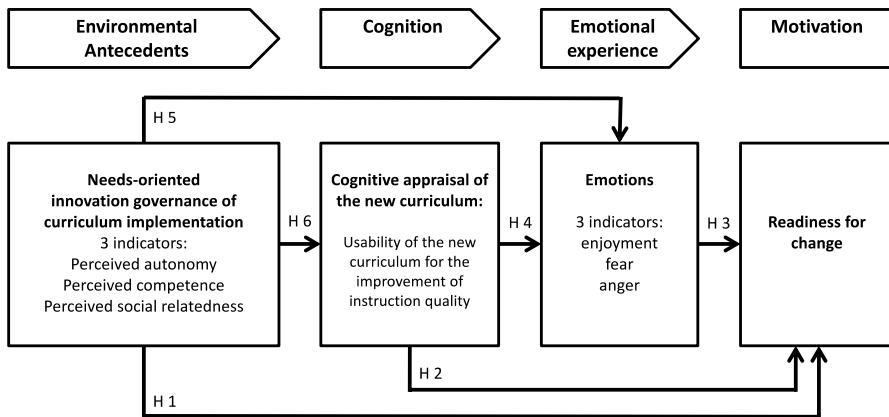 Environmental
Antecedents
Cognition
Emotional
experience
Motivation
H 5
Needs-oriented
innovation governance of
curriculum implementation
3 indicators:
Perceived autonomy
Perceived competence
Perceived social relatedness
H 6
Cognitive appraisal of
the new curriculum:
Usability of the new
curriculum for the
improvement of
instruction quality
H 4
Emotions
3 indicators:
enjoyment
fear
anger
H 3
Readiness for
change
H 2
H 1